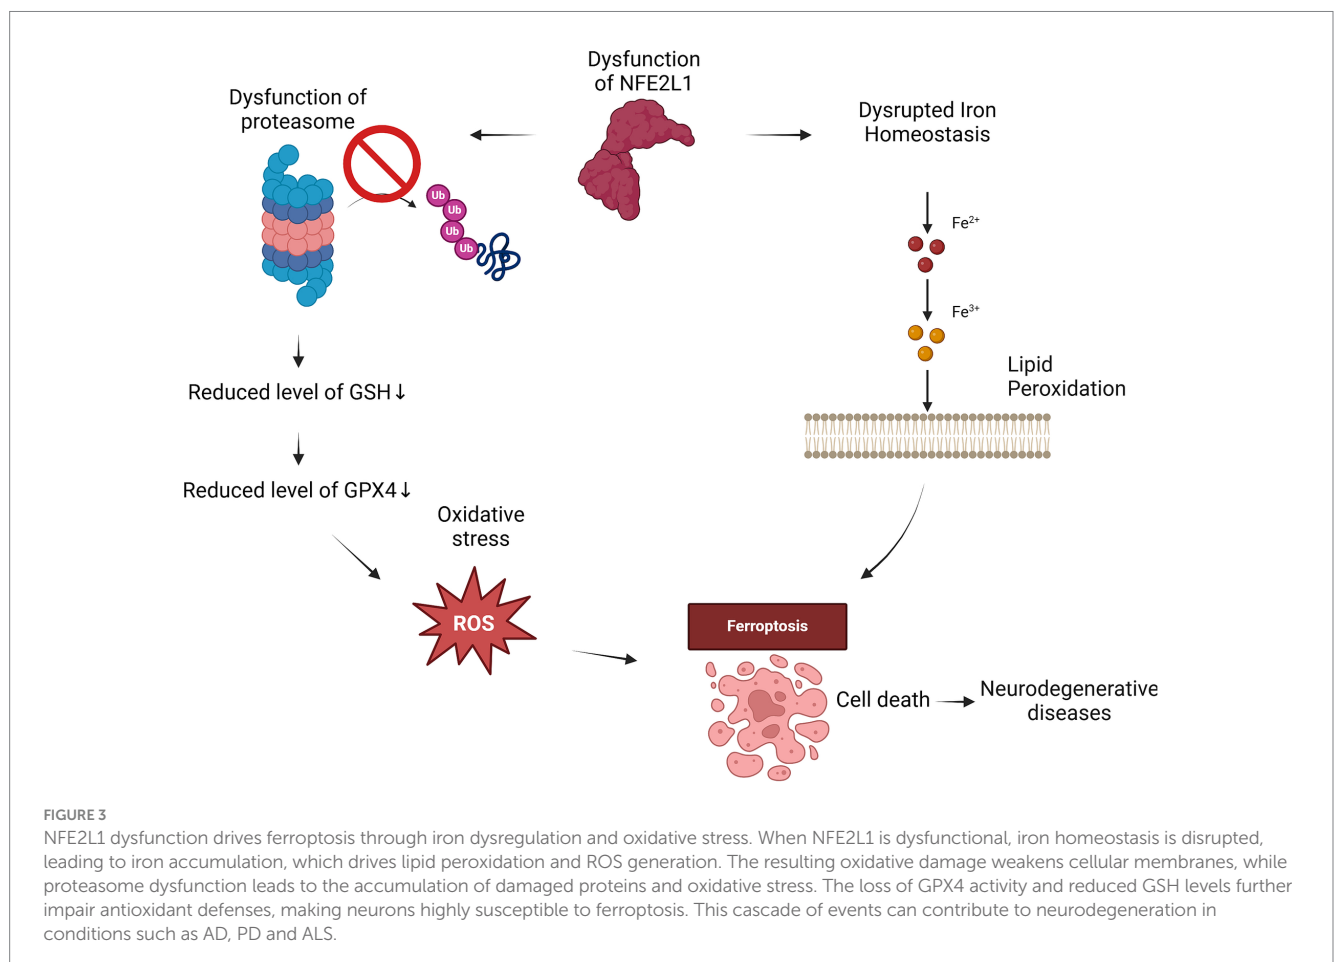 Dysfunction
of NFE2L1
Dysfunction of
proteasome
Ub
Ub
Ub
Ub
Reduced level of GSH↓
Reduced level of GPX4↓
Oxidative
stress
ROS
Dysrupted Iron
Homeostasis
Fe²⁺
Fe³⁺
Lipid
Peroxidation
Ferroptosis
Cell death
Neurodegenerative
diseases
FIGURE 3
NFE2L1 dysfunction drives ferroptosis through iron dysregulation and oxidative stress. When NFE2L1 is dysfunctional, iron homeostasis is disrupted,
leading to iron accumulation, which drives lipid peroxidation and ROS generation. The resulting oxidative damage weakens cellular membranes, while
proteasome dysfunction leads to the accumulation of damaged proteins and oxidative stress. The loss of GPX4 activity and reduced GSH levels further
impair antioxidant defenses, making neurons highly susceptible to ferroptosis. This cascade of events can contribute to neurodegeneration in
conditions such as AD, PD and ALS.